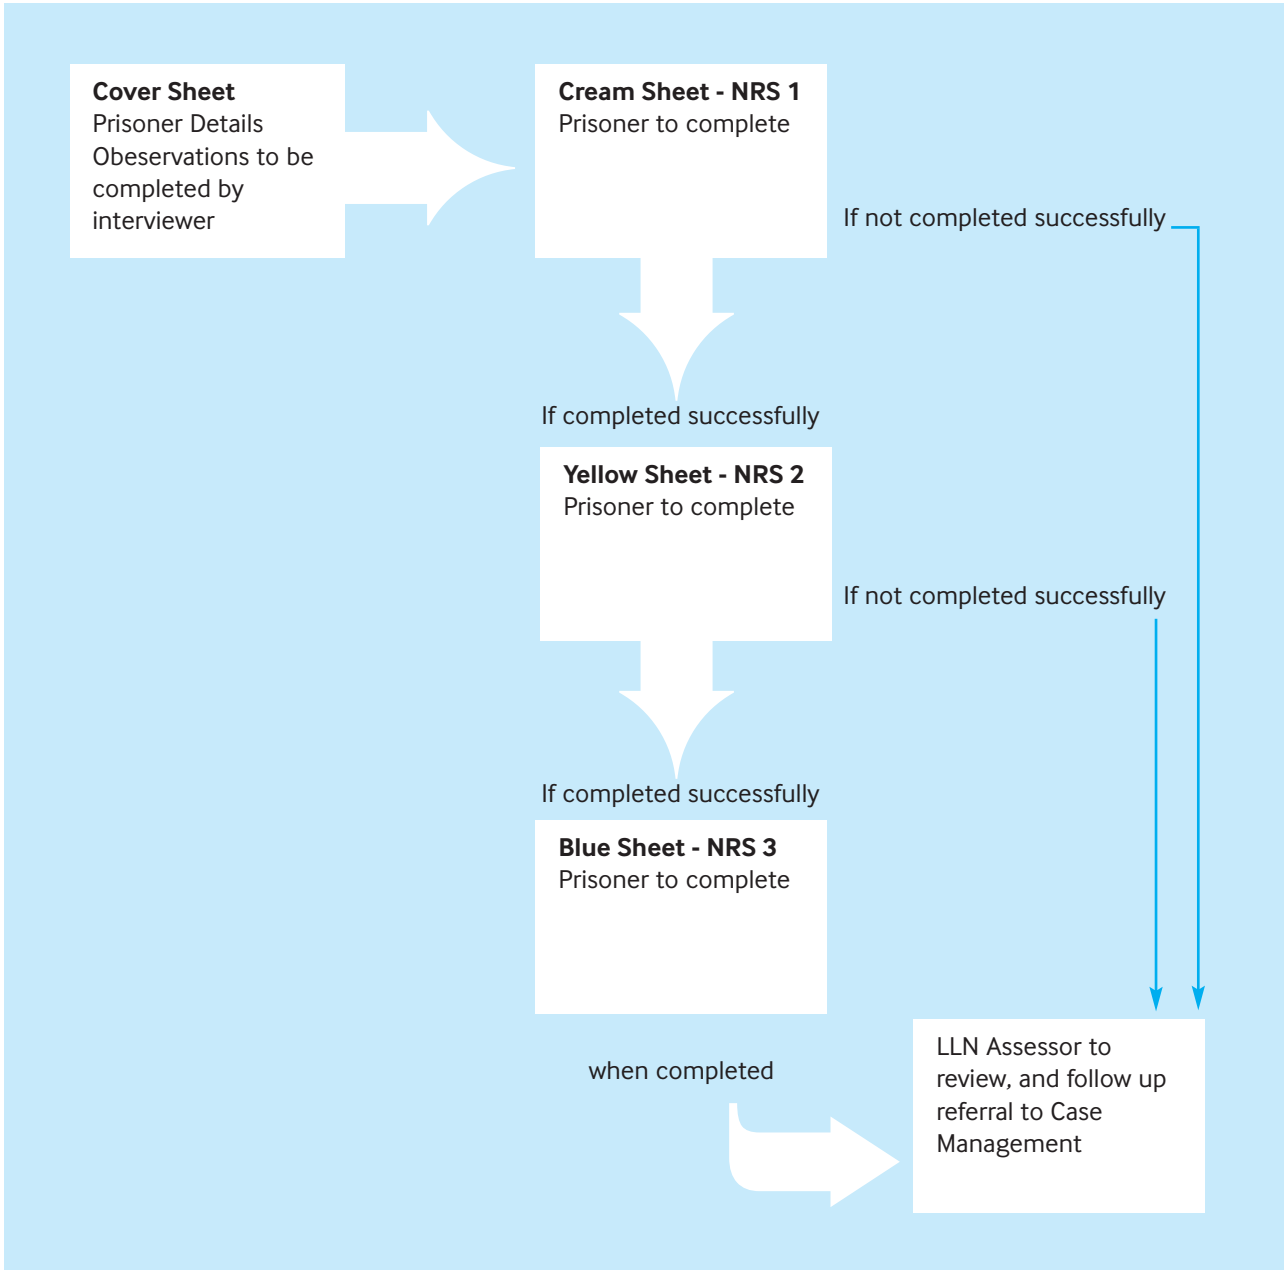 Cover Sheet
Prisoner Details
Obeservations to be
completed by
interviewer
Cream Sheet - NRS 1
Prisoner to complete
If not completed successfully
If completed successfully
Yellow Sheet - NRS 2
Prisoner to complete
If not completed successfully
If completed successfully
Blue Sheet - NRS 3
Prisoner to complete
when completed
LLN Assessor to
review, and follow up
referral to Case
Management